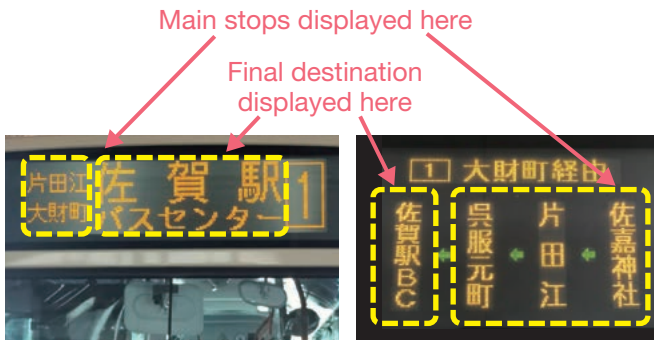 Main stops displayed here
Final destination
displayed here
片田江
大財町
佐賀駅
バスセンター
1
1 大財町経由
佐賀駅BC
呉服元町
片田江
佐嘉神社